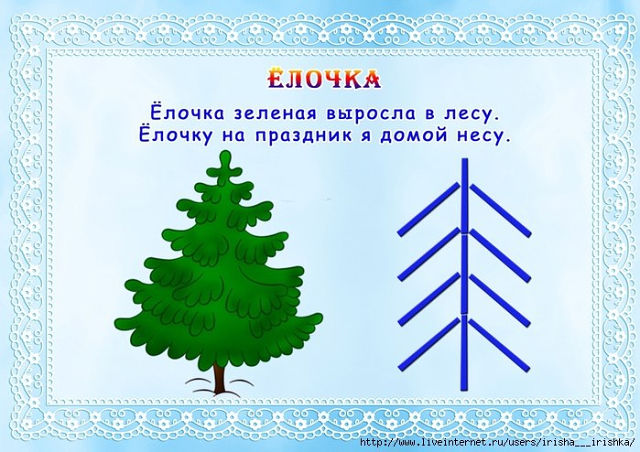 ЁЛОЧКА
Ёлочка зеленая выросла в лесу.
Ёлочку на праздник я домой несу.
http://www.liveinternet.ru/users/irisha___irishka/